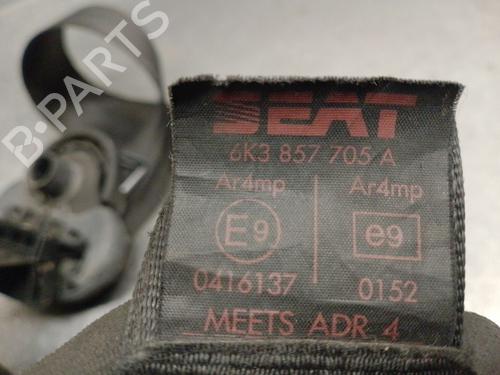 B-PARTS
SEAT
6K3 857 705 A
Ar4mp Ar4mp
E9 e9
0416137 0152
MEETS ADR 4